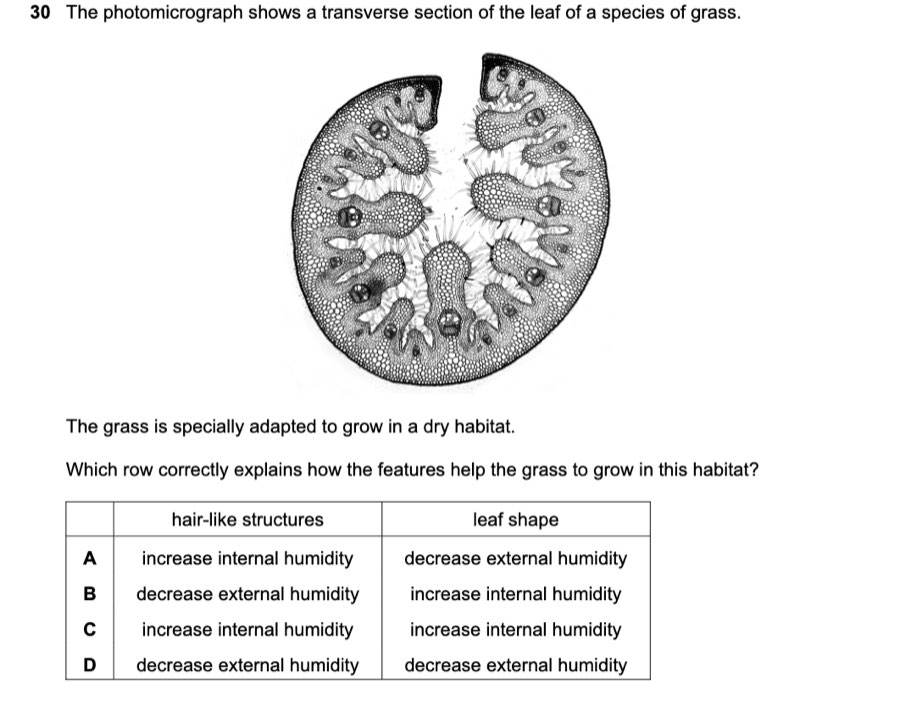 30 The photomicrograph shows a transverse section of the leaf of a species of grass.
The grass is specially adapted to grow in a dry habitat.
Which row correctly explains how the features help the grass to grow in this habitat?
hair-like structures leaf shape
A increase internal humidity decrease external humidity
B decrease external humidity increase internal humidity
C increase internal humidity increase internal humidity
D decrease external humidity decrease external humidity